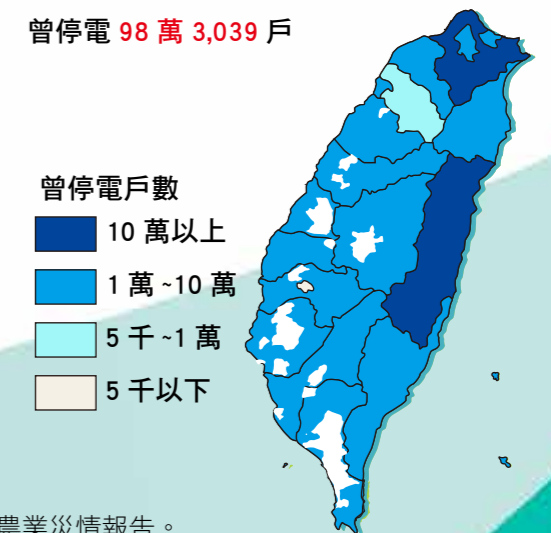 曾停電 98 萬 3,039 戶
曾停電戶數
10 萬以上
1 萬 ~10 萬
5 千 ~1 萬
5 千以下
農業災情報告。